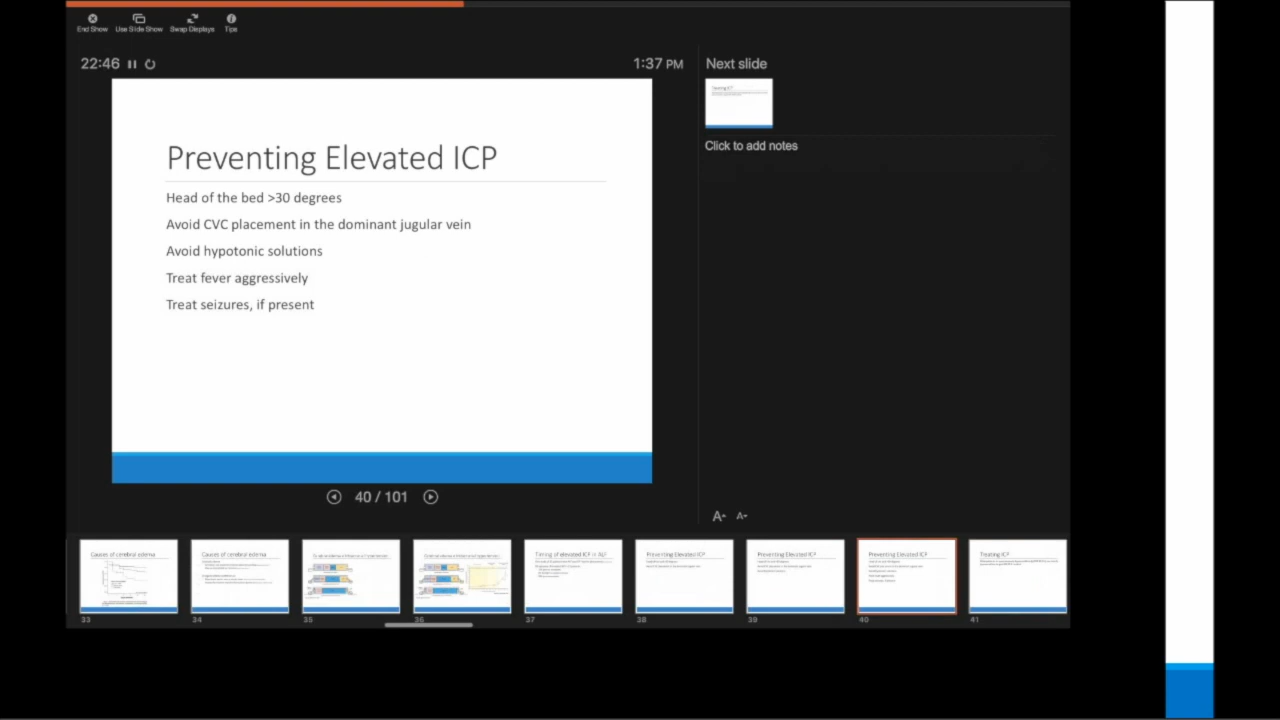 End Show
Use Slide Show
Swap Displays
Tips
22:46
1:37 PM
Next slide
Treating ICP
Click to add notes
Preventing Elevated ICP
Head of the bed >30 degrees
Avoid CVC placement in the dominant jugular vein
Avoid hypotonic solutions
Treat fever aggressively
Treat seizures, if present
40 / 101
A
A
Causes of cerebral edema
Causes of cerebral edema
Timing of elevated ICP in ALF
Preventing Elevated ICP
Preventing Elevated ICP
Preventing Elevated ICP
Treating ICP
33
34
35
36
37
38
39
40
41